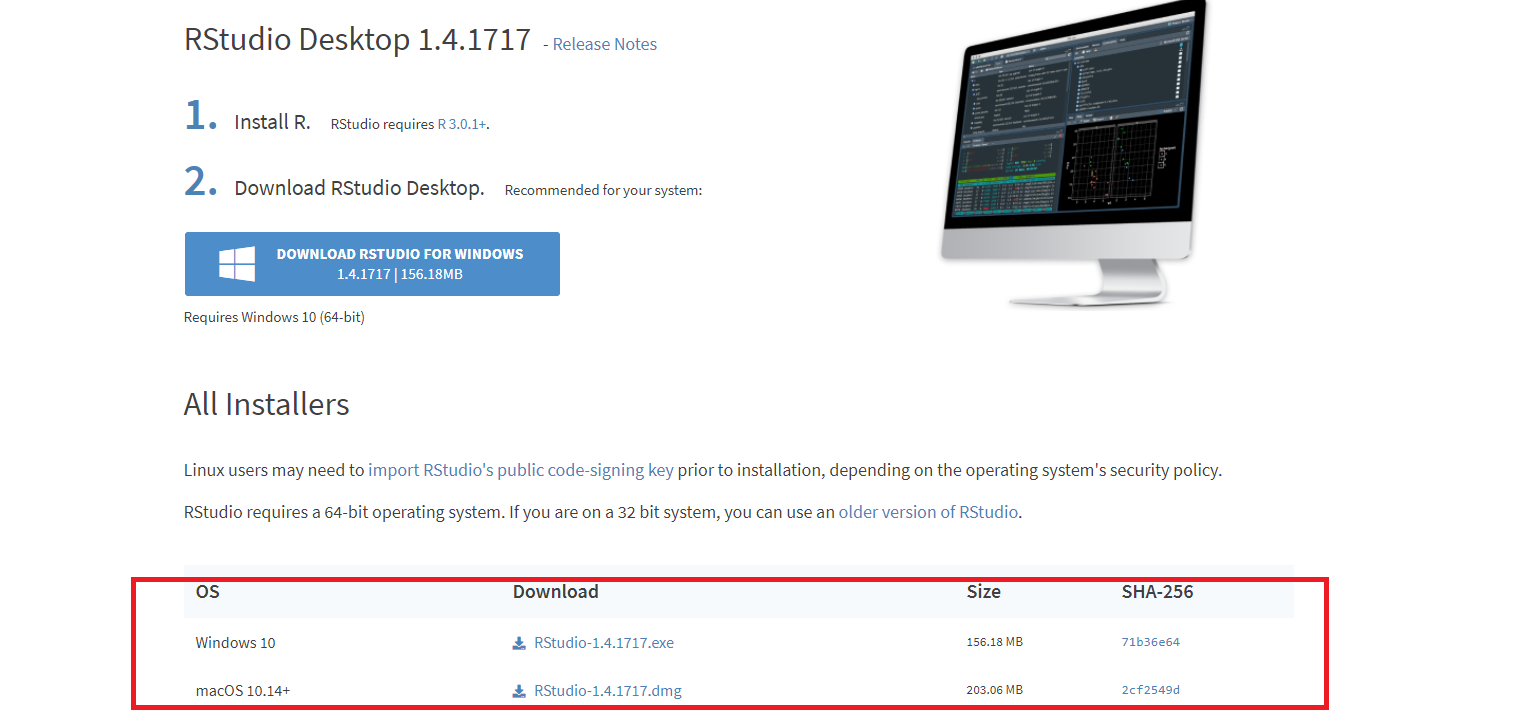 RStudio Desktop 1.4.1717 - Release Notes
1. Install R. RStudio requires R 3.0.1+.
2. Download RStudio Desktop. Recommended for your system:
DOWNLOAD RSTUDIO FOR WINDOWS
1.4.1717 | 156.18MB
Requires Windows 10 (64-bit)
All Installers
Linux users may need to import RStudio's public code-signing key prior to installation, depending on the operating system's security policy.
RStudio requires a 64-bit operating system. If you are on a 32 bit system, you can use an older version of RStudio.
OS Download Size SHA-256
Windows 10 RStudio-1.4.1717.exe 156.18 MB 71b36e64
macOS 10.14+ RStudio-1.4.1717.dmg 203.06 MB 2cf2549d